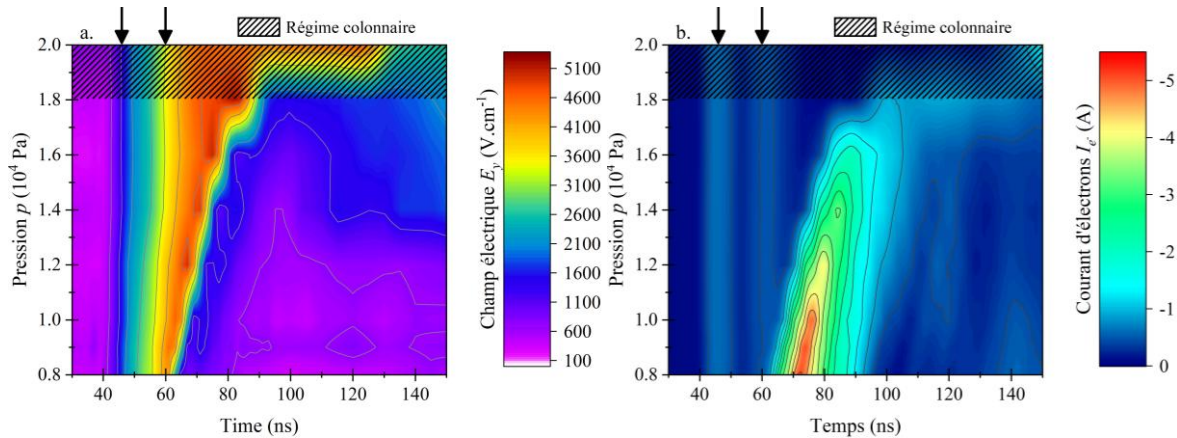 a.
Régime colonnaire
2.0
1.8
1.6
1.4
1.2
1.0
0.8
Pression p (10⁴ Pa)
40 60 80 100 120 140
Time (ns)
5100
4600
4100
3600
3100
2600
2100
1600
1100
600
100
Champ électrique Ey (V.cm⁻¹)
b.
Régime colonnaire
2.0
1.8
1.6
1.4
1.2
1.0
0.8
Pression p (10⁴ Pa)
40 60 80 100 120 140
Temps (ns)
-5
-4
-3
-2
-1
0
Courant d'électrons Ie- (A)